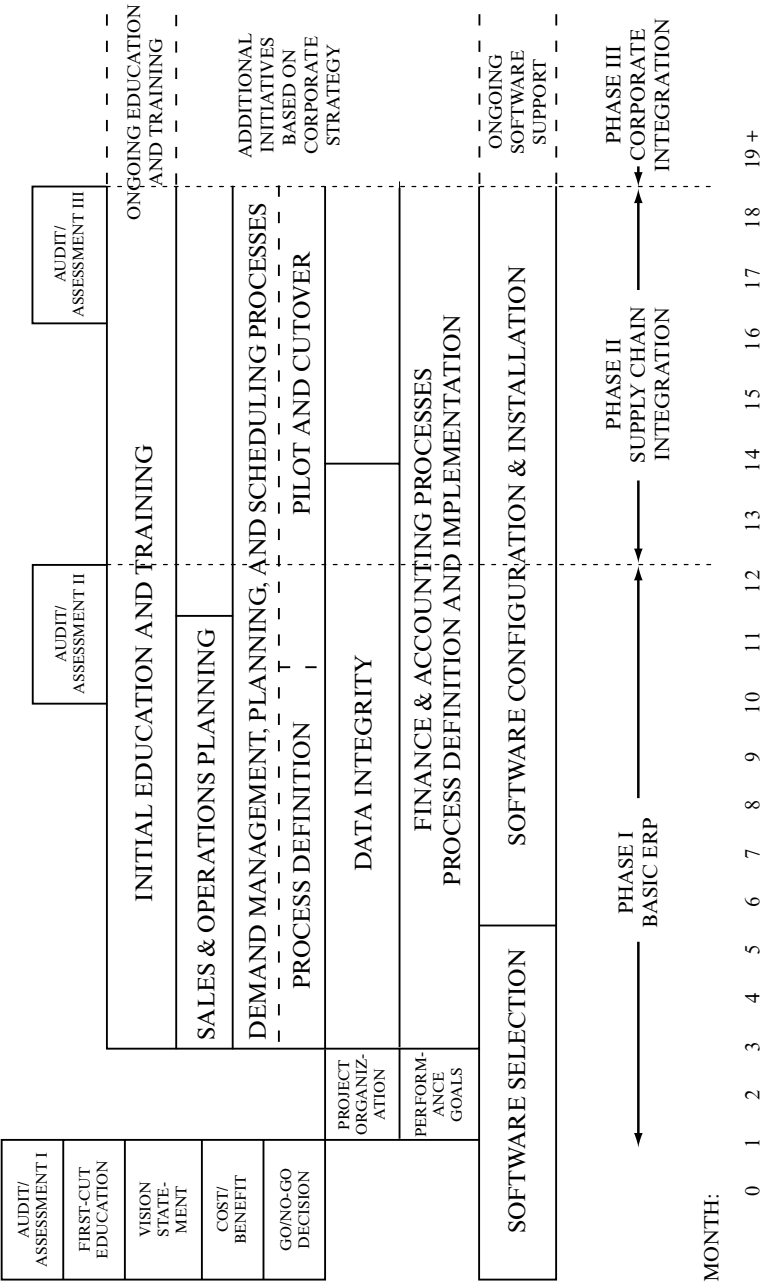 AUDIT/
ASSESSMENT I
FIRST-CUT
EDUCATION
VISION
STATE-
MENT
COST/
BENEFIT
GO/NO-GO
DECISION
AUDIT/
ASSESSMENT II
AUDIT/
ASSESSMENT III
INITIAL EDUCATION AND TRAINING
ONGOING EDUCATION
AND TRAINING
SALES & OPERATIONS PLANNING
ADDITIONAL
INITIATIVES
BASED ON
CORPORATE
STRATEGY
DEMAND MANAGEMENT, PLANNING, AND SCHEDULING PROCESSES
PROCESS DEFINITION
PILOT AND CUTOVER
PROJECT
ORGANIZ-
ATION
DATA INTEGRITY
PERFORM-
ANCE
GOALS
FINANCE & ACCOUNTING PROCESSES
PROCESS DEFINITION AND IMPLEMENTATION
SOFTWARE SELECTION
SOFTWARE CONFIGURATION & INSTALLATION
ONGOING
SOFTWARE
SUPPORT
PHASE I
BASIC ERP
PHASE II
SUPPLY CHAIN
INTEGRATION
PHASE III
CORPORATE
INTEGRATION
MONTH:
0 1 2 3 4 5 6 7 8 9 10 11 12 13 14 15 16 17 18 19 +